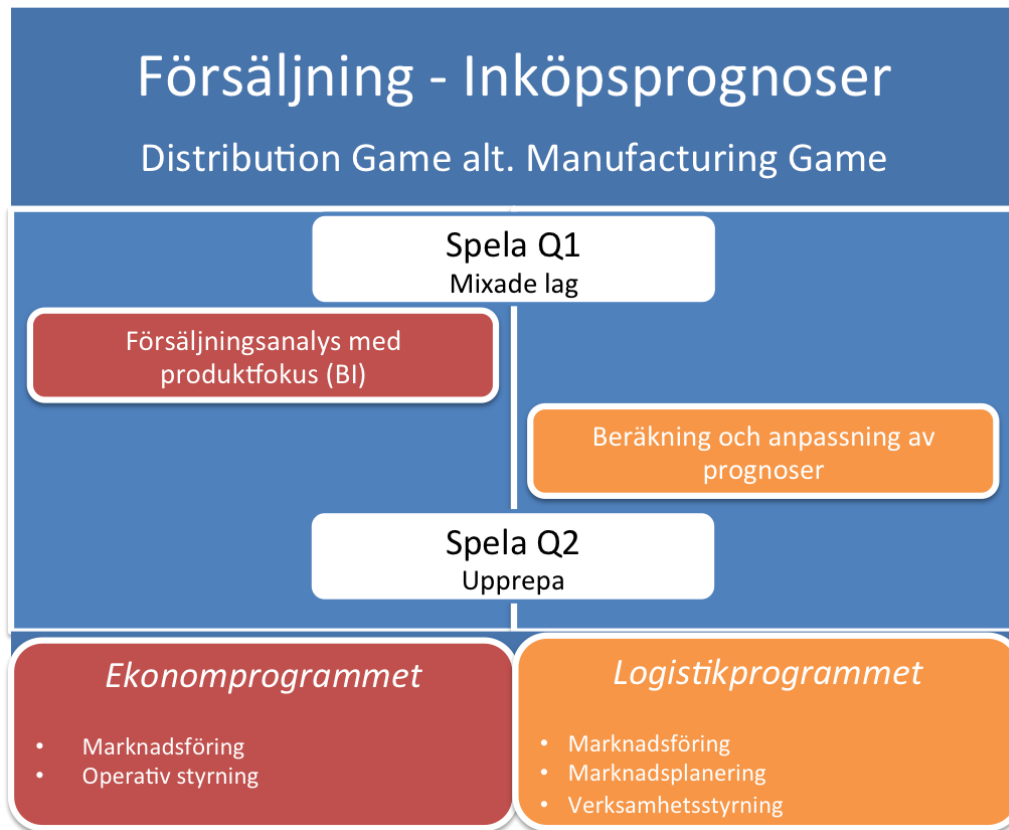 Försäljning - Inköpsprognoser
Distribution Game alt. Manufacturing Game
Spela Q1
Mixade lag
Försäljningsanalys med
produktfokus (BI)
Beräkning och anpassning av
prognoser
Spela Q2
Upprepa
Ekonomprogrammet
• Marknadsföring
• Operativ styrning
Logistikprogrammet
• Marknadsföring
• Marknadsplanering
• Verksamhetsstyrning